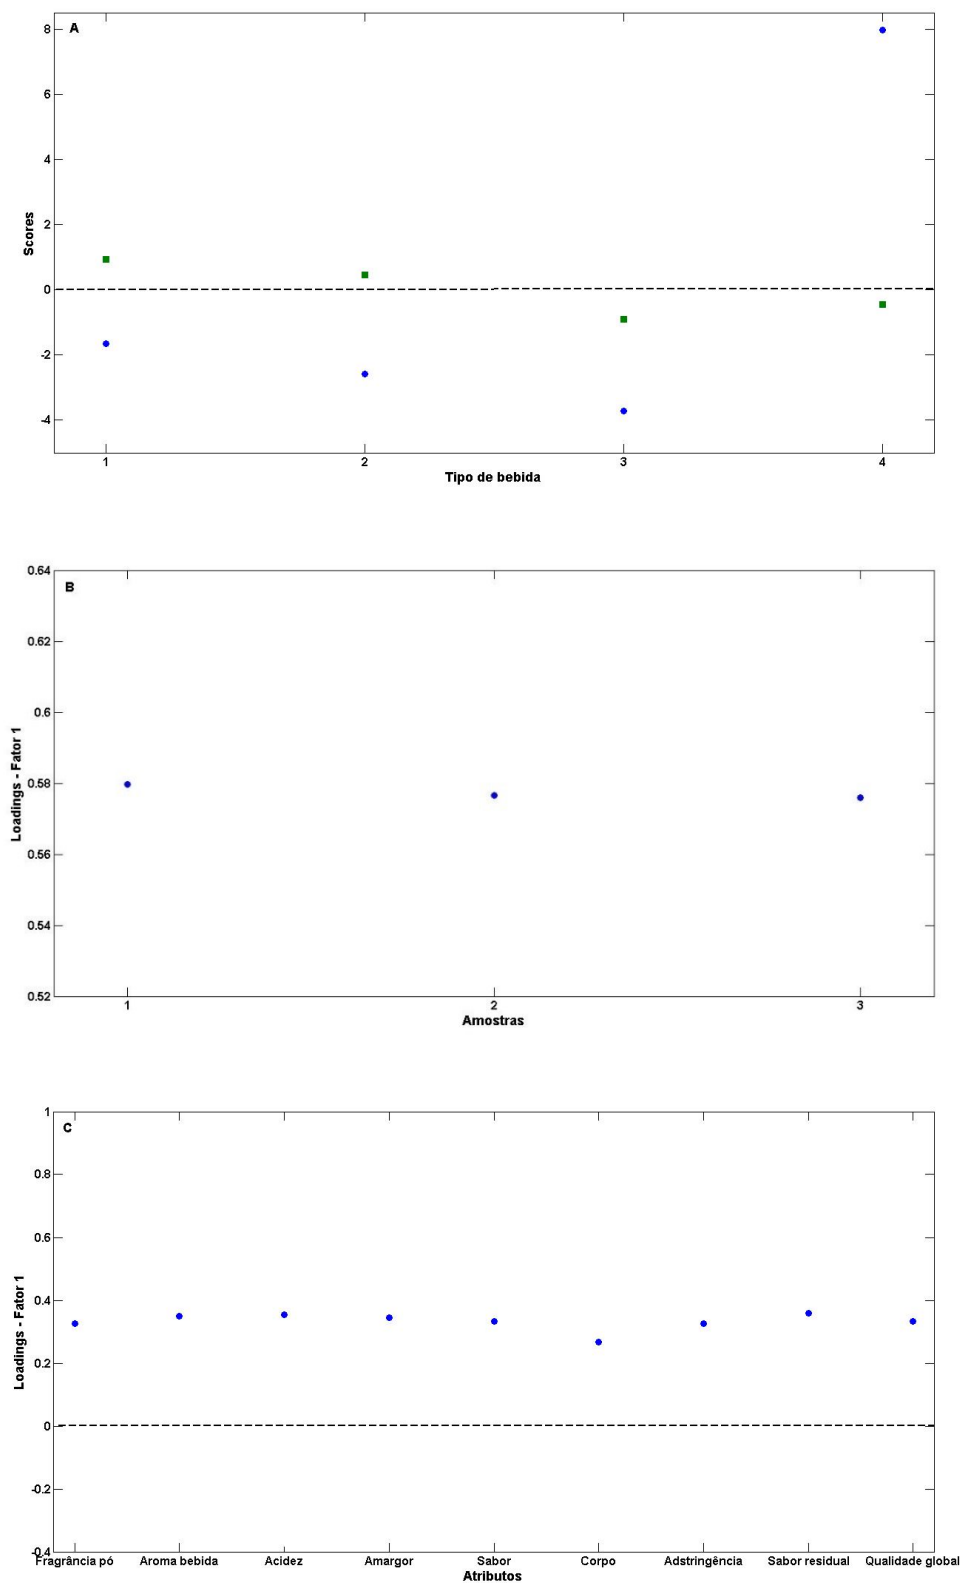 A
8
6
4
2
0
-2
-4
Scores
1 2 3 4
Tipo de bebida
B
0.64
0.62
0.6
0.58
0.56
0.54
0.52
Loadings - Fator 1
1 2 3
Amostras
C
1
0.8
0.6
0.4
0.2
0
-0.2
-0.4
Loadings - Fator 1
Fragrância pó Aroma bebida Acidez Amargor Sabor Corpo Adstringência Sabor residual Qualidade global
Atributos